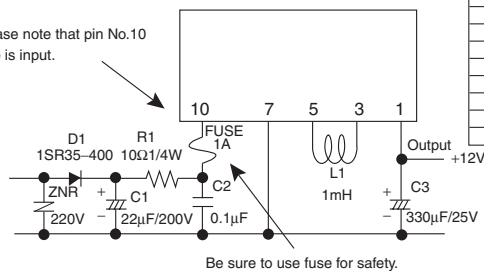 ase note that pin No.10
e is input.
10 7 5 3 1
FUSE
1A
D1
1SR35–400
R1
10Ω1/4W
L1
1mH
Output
+12V
ZNR
220V
+
–
C1
22μF/200V
C2
0.1μF
+
–
C3
330μF/25V
Be sure to use fuse for safety.